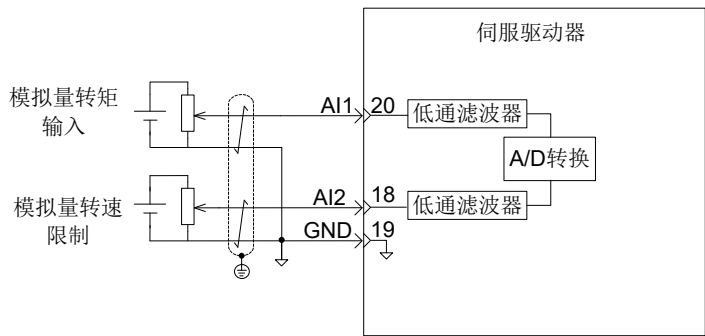 伺服驱动器
模拟量转矩
输入
AI1
20
低通滤波器
A/D转换
模拟量转速
限制
AI2
18
低通滤波器
GND
19